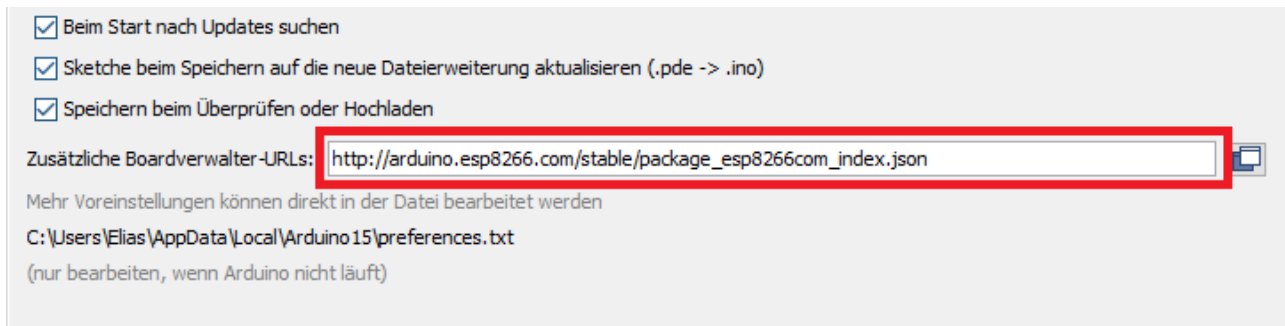 Beim Start nach Updates suchen
Sketche beim Speichern auf die neue Dateierweiterung aktualisieren (.pde -> .ino)
Speichern beim Überprüfen oder Hochladen
Zusätzliche Boardverwalter-URLs: http://arduino.esp8266.com/stable/package_esp8266com_index.json
Mehr Voreinstellungen können direkt in der Datei bearbeitet werden
C:\Users\Elias\AppData\Local\Arduino15\preferences.txt
(nur bearbeiten, wenn Arduino nicht läuft)